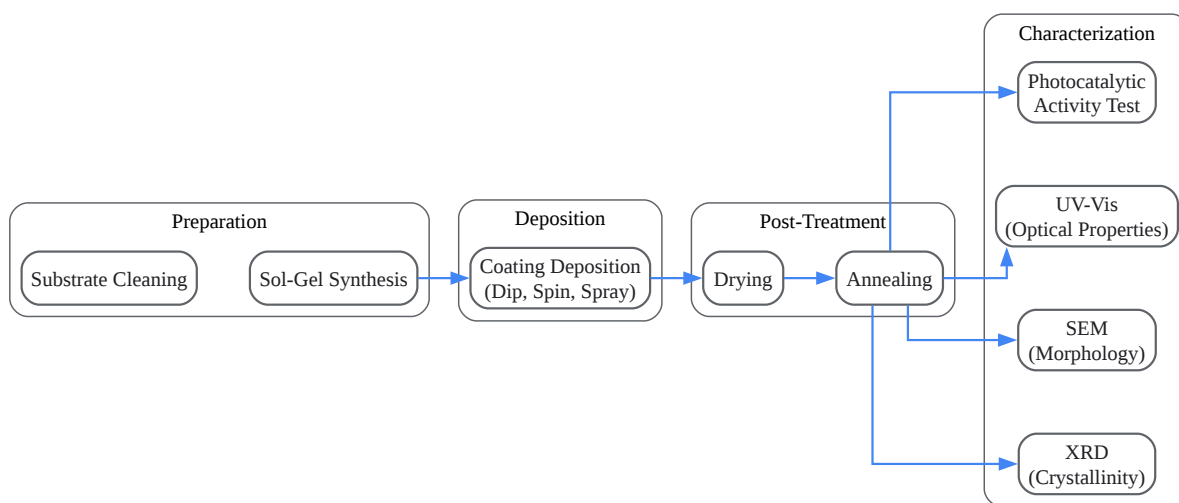 Preparation
Substrate Cleaning
Sol-Gel Synthesis
Deposition
Coating Deposition
(Dip, Spin, Spray)
Post-Treatment
Drying
Annealing
Characterization
Photocatalytic
Activity Test
UV-Vis
(Optical Properties)
SEM
(Morphology)
XRD
(Crystallinity)